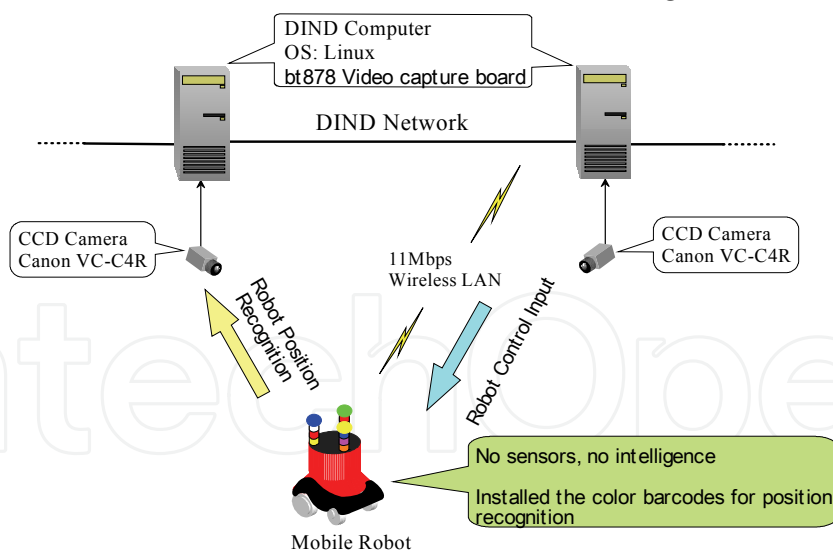 DIND Computer
OS: Linux
bt878 Video capture board
DIND Network
CCD Camera
Canon VC-C4R
CCD Camera
Canon VC-C4R
11Mbps
Wireless LAN
Robot Position
Recognition
Robot Control Input
No sensors, no intelligence
Installed the color barcodes for position
recognition
Mobile Robot
ntechOpe